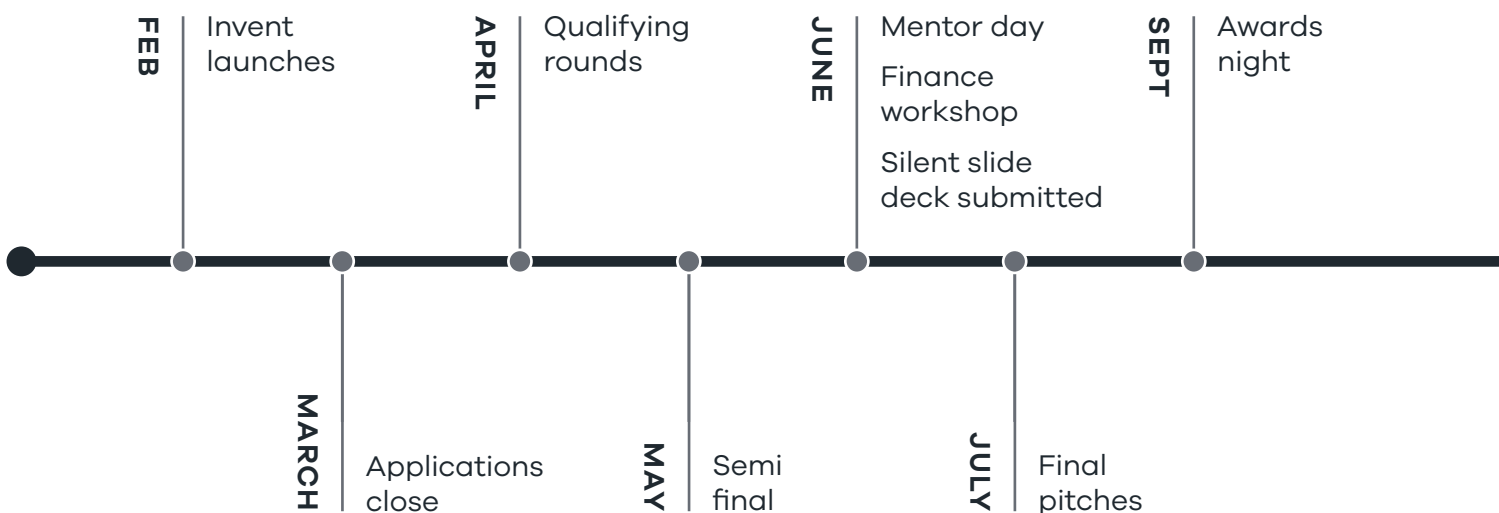 FEB
Invent
launches
MARCH
Applications
close
APRIL
Qualifying
rounds
MAY
Semi
final
JUNE
Mentor day
Finance
workshop
Silent slide
deck submitted
JULY
Final
pitches
SEPT
Awards
night